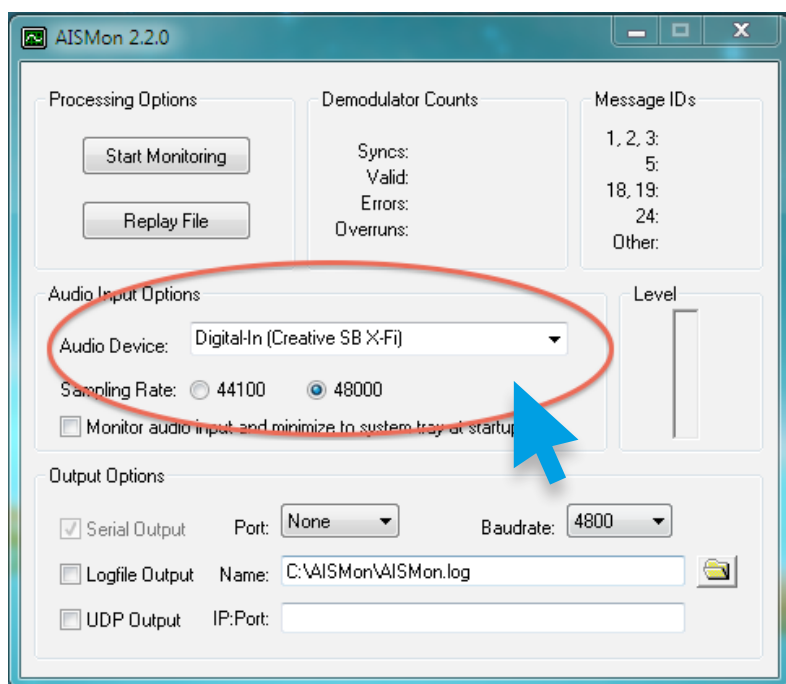 AISMon 2.2.0
Processing Options
Start Monitoring
Replay File
Demodulator Counts
Syncs:
Valid:
Errors:
Overruns:
Message IDs
1, 2, 3:
5:
18, 19:
24:
Other:
Audio Input Options
Audio Device: Digital-In (Creative SB X-Fi)
Sampling Rate: 44100 48000
Monitor audio input and minimize to system tray at startup
Level
Output Options
Serial Output Port: None Baudrate: 4800
Logfile Output Name: C:\AISMon\AISMon.log
UDP Output IP:Port: